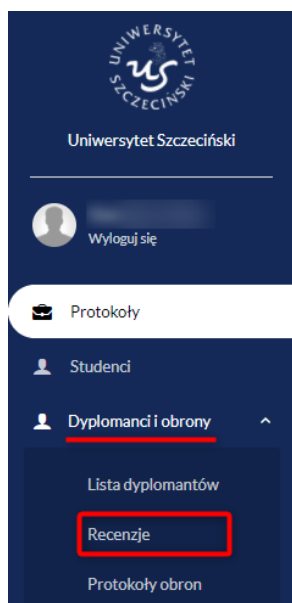 UNIWERSYTET
SZCZECIŃSKI
us
Uniwersytet Szczeciński
Wyloguj się
Protokoły
Studenci
Dyplomanci i obrony
Lista dyplomantów
Recenzje
Protokoły obron